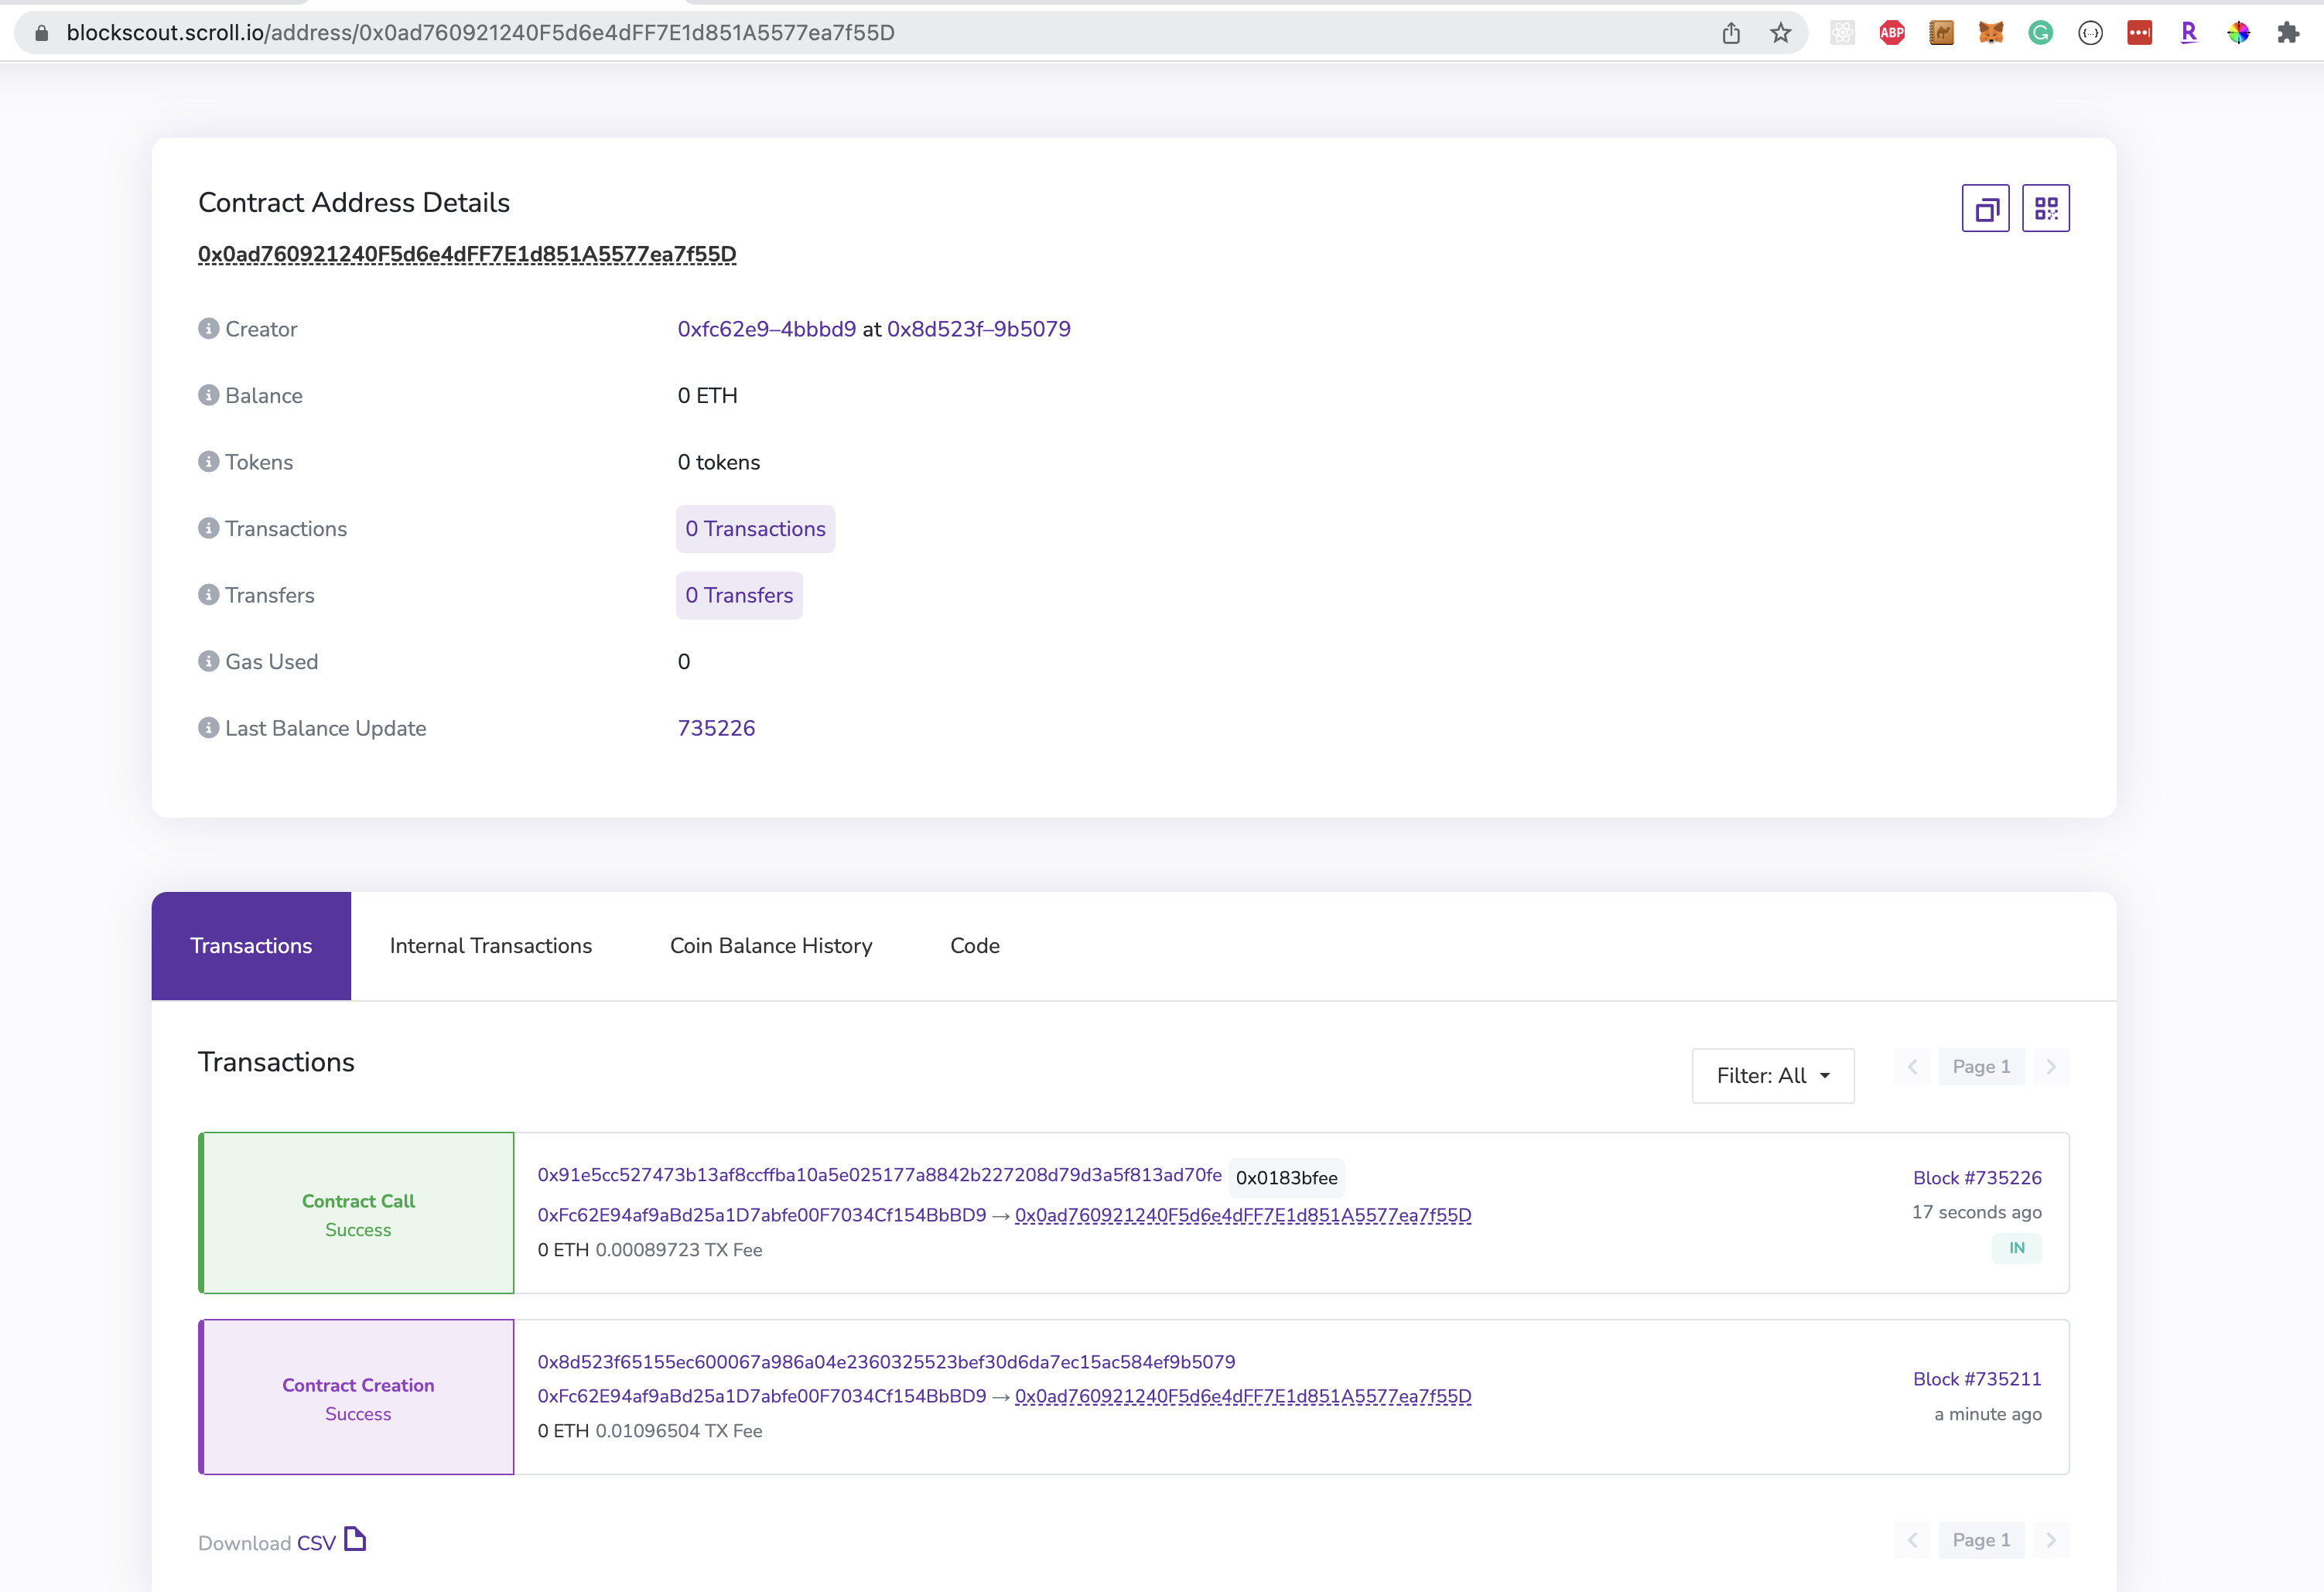 blockscout.scroll.io/address/0x0ad760921240F5d6e4dFF7E1d851A5577ea7f55D
ABP
G
R
Contract Address Details
0x0ad760921240F5d6e4dFF7E1d851A5577ea7f55D
Creator 0xfc62e9–4bbbd9 at 0x8d523f–9b5079
Balance 0 ETH
Tokens 0 tokens
Transactions 0 Transactions
Transfers 0 Transfers
Gas Used 0
Last Balance Update 735226
Transactions Internal Transactions Coin Balance History Code
Transactions Filter: All Page 1
Contract Call
Success
0x91e5cc527473b13af8ccffba10a5e025177a8842b227208d79d3a5f813ad70fe 0x0183bfee
0xFc62E94af9aBd25a1D7abfe00F7034Cf154BbBD9 → 0x0ad760921240F5d6e4dFF7E1d851A5577ea7f55D
0 ETH 0.00089723 TX Fee
Block #735226
17 seconds ago
IN
Contract Creation
Success
0x8d523f65155ec600067a986a04e2360325523bef30d6da7ec15ac584ef9b5079
0xFc62E94af9aBd25a1D7abfe00F7034Cf154BbBD9 → 0x0ad760921240F5d6e4dFF7E1d851A5577ea7f55D
0 ETH 0.01096504 TX Fee
Block #735211
a minute ago
Download CSV Page 1